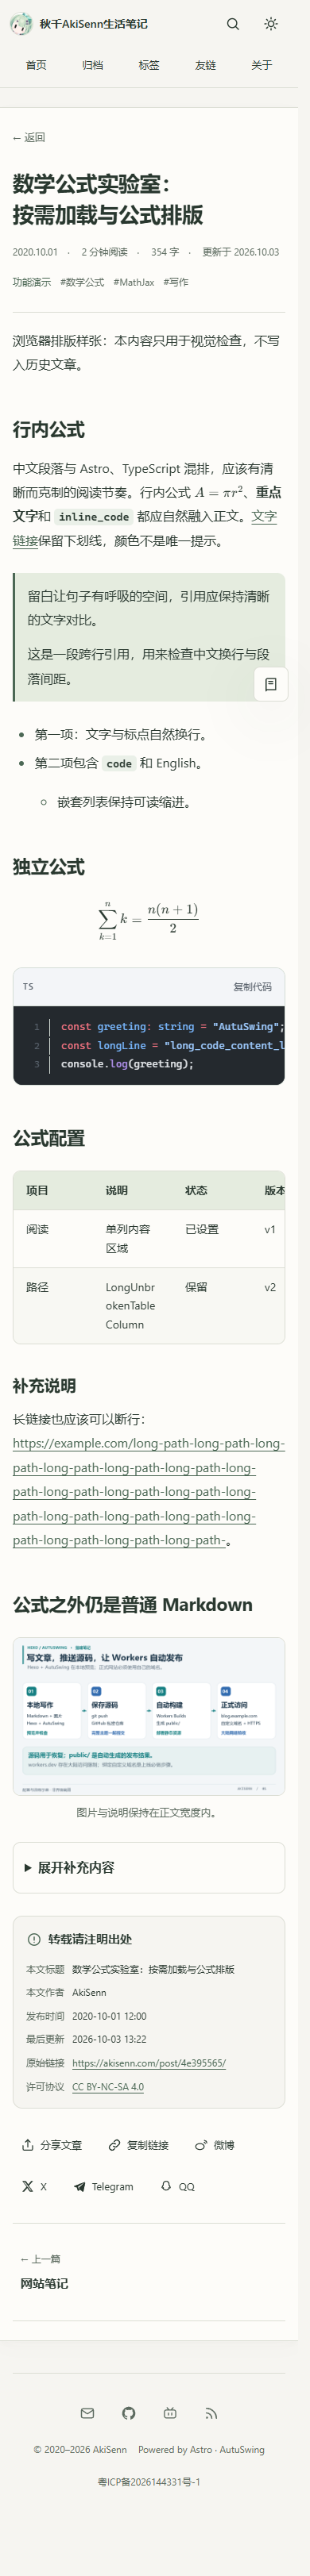 秋千AkiSenn生活笔记
首页 归档 标签 友链 关于
← 返回
数学公式实验室：
按需加载与公式排版
2020.10.01 · 2 分钟阅读 · 354 字 · 更新于 2026.10.03
功能演示 #数学公式 #MathJax #写作
浏览器排版样张：本内容只用于视觉检查，不写
入历史文章。
行内公式
中文段落与 Astro、TypeScript 混排，应该有清
晰而克制的阅读节奏。行内公式 A = πr²、重点
文字和 inline_code 都应自然融入正文。文字
链接保留下划线，颜色不是唯一提示。
留白让句子有呼吸的空间，引用应保持清晰
的文字对比。
这是一段跨行引用，用来检查中文换行与段
落间距。
• 第一项：文字与标点自然换行。
• 第二项包含 code 和 English。
◦ 嵌套列表保持可读缩进。
独立公式
∑_{k=1}^{n} k = n(n + 1)/2
TS 复制代码
1 const greeting: string = "AutuSwing";
2 const longLine = "long_code_content_l
3 console.log(greeting);
公式配置
项目 说明 状态 版本
阅读 单列内容 已设置 v1
区域
路径 LongUnbr 保留 v2
okenTable
Column
补充说明
长链接也应该可以断行：
https://example.com/long-path-long-path-long-
path-long-path-long-path-long-path-long-
path-long-path-long-path-long-path-long-
path-long-path-long-path-long-path-long-
path-long-path-long-path-long-path-。
公式之外仍是普通 Markdown
写文章，推送源码，让 Workers 自动发布
01 02 03 04
本地写作 保存源码 自动构建 正式访问
图片与说明保持在正文宽度内。
▶ 展开补充内容
转载请注明出处
本文标题 数学公式实验室：按需加载与公式排版
本文作者 AkiSenn
发布时间 2020-10-01 12:00
最后更新 2026-10-03 13:22
原始链接 https://akisenn.com/post/4e395565/
许可协议 CC BY-NC-SA 4.0
分享文章 复制链接 微博
X Telegram QQ
← 上一篇
网站笔记
© 2020–2026 AkiSenn Powered by Astro · AutuSwing
粤ICP备2026144331号-1